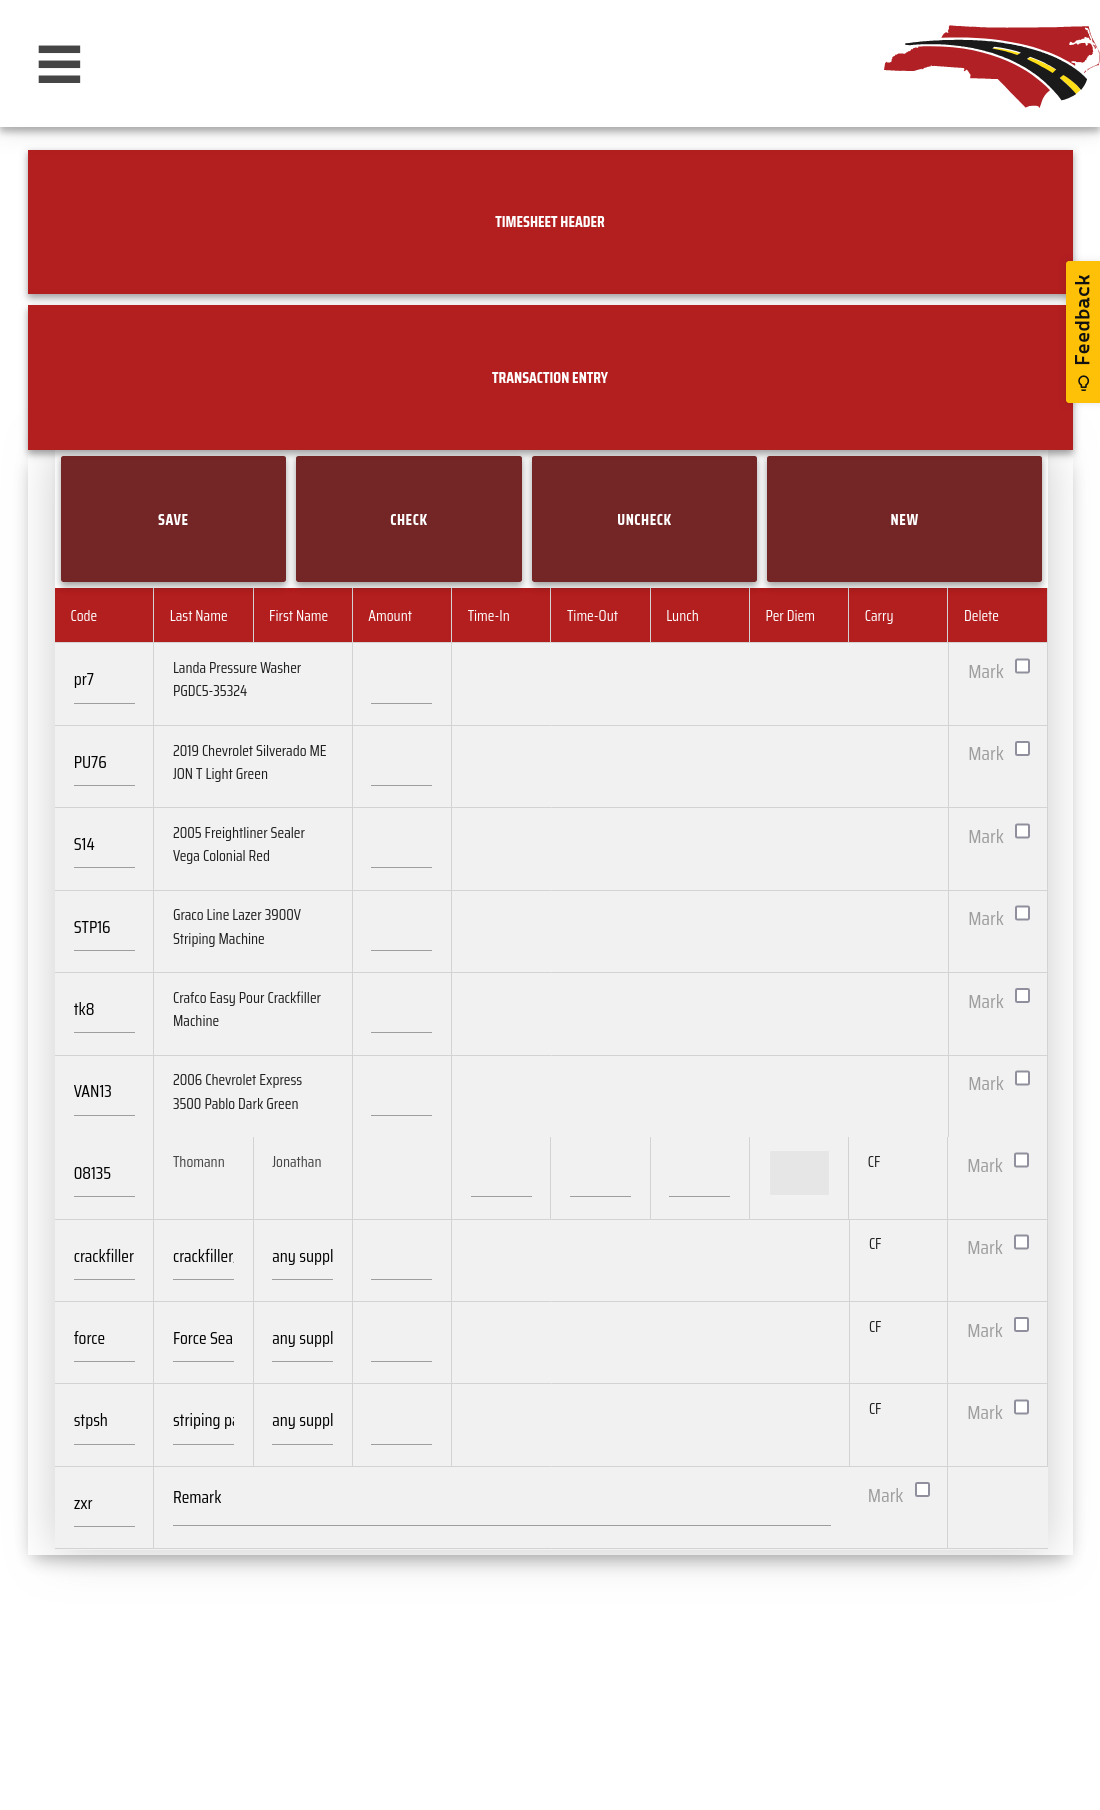 TIMESHEET HEADER
Feedback
TRANSACTION ENTRY
SAVE CHECK UNCHECK NEW
Code Last Name First Name Amount Time-In Time-Out Lunch Per Diem Carry Delete
pr7 Landa Pressure Washer Mark
PGDC5-35324
PU76 2019 Chevrolet Silverado ME Mark
JON T Light Green
S14 2005 Freightliner Sealer Mark
Vega Colonial Red
STP16 Graco Line Lazer 3900V Mark
Striping Machine
tk8 Crafco Easy Pour Crackfiller Mark
Machine
VAN13 2006 Chevrolet Express Mark
3500 Pablo Dark Green
08135 Thomann Jonathan CF Mark
crackfiller crackfiller any suppl CF Mark
force Force Sea any suppl CF Mark
stpsh striping pa any suppl CF Mark
zxr Remark Mark